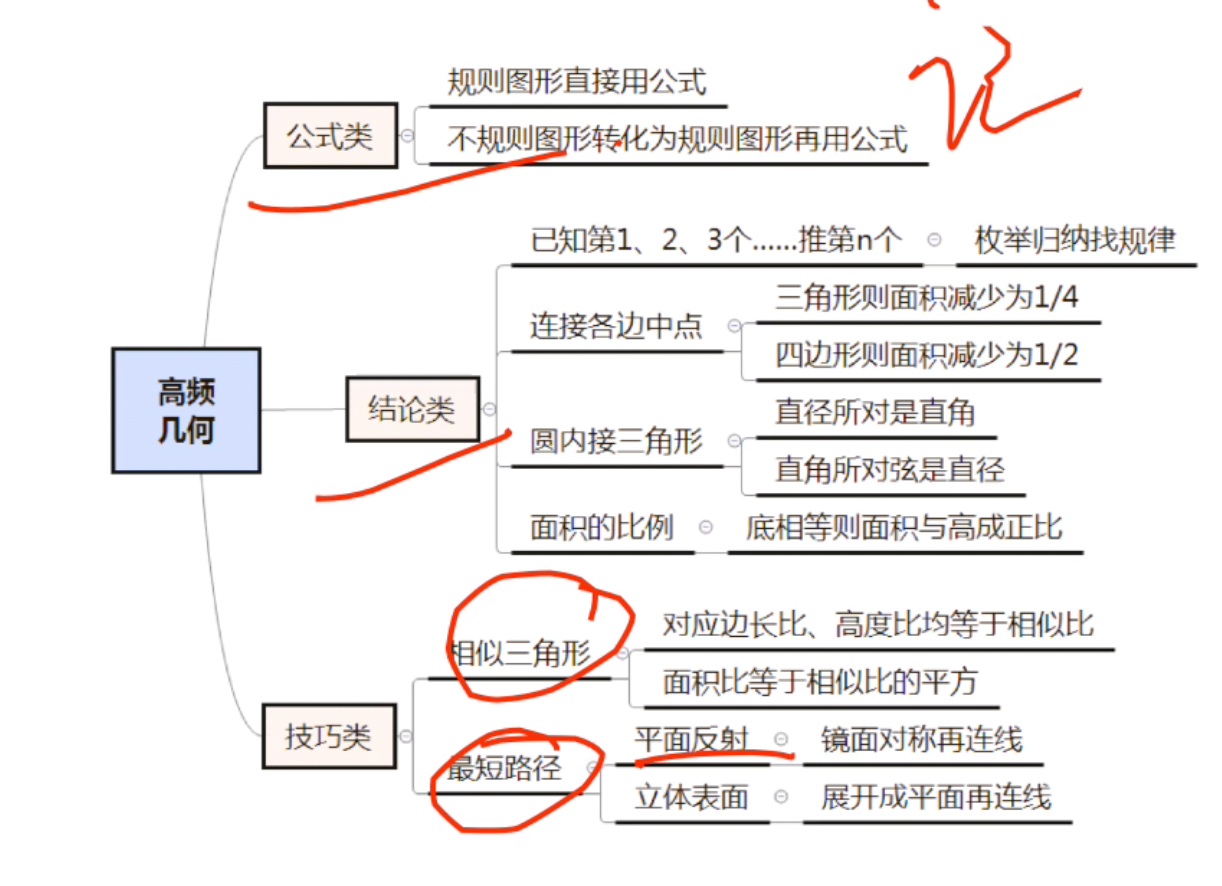 记
规则图形直接用公式
公式类
不规则图形转化为规则图形再用公式
已知第1、2、3个……推第n个
枚举归纳找规律
连接各边中点
三角形则面积减少为1/4
四边形则面积减少为1/2
高频
几何
结论类
圆内接三角形
直径所对是直角
直角所对弦是直径
面积的比例
底相等则面积与高成正比
相似三角形
对应边长比、高度比均等于相似比
面积比等于相似比的平方
技巧类
最短路径
平面反射
镜面对称再连线
立体表面
展开成平面再连线